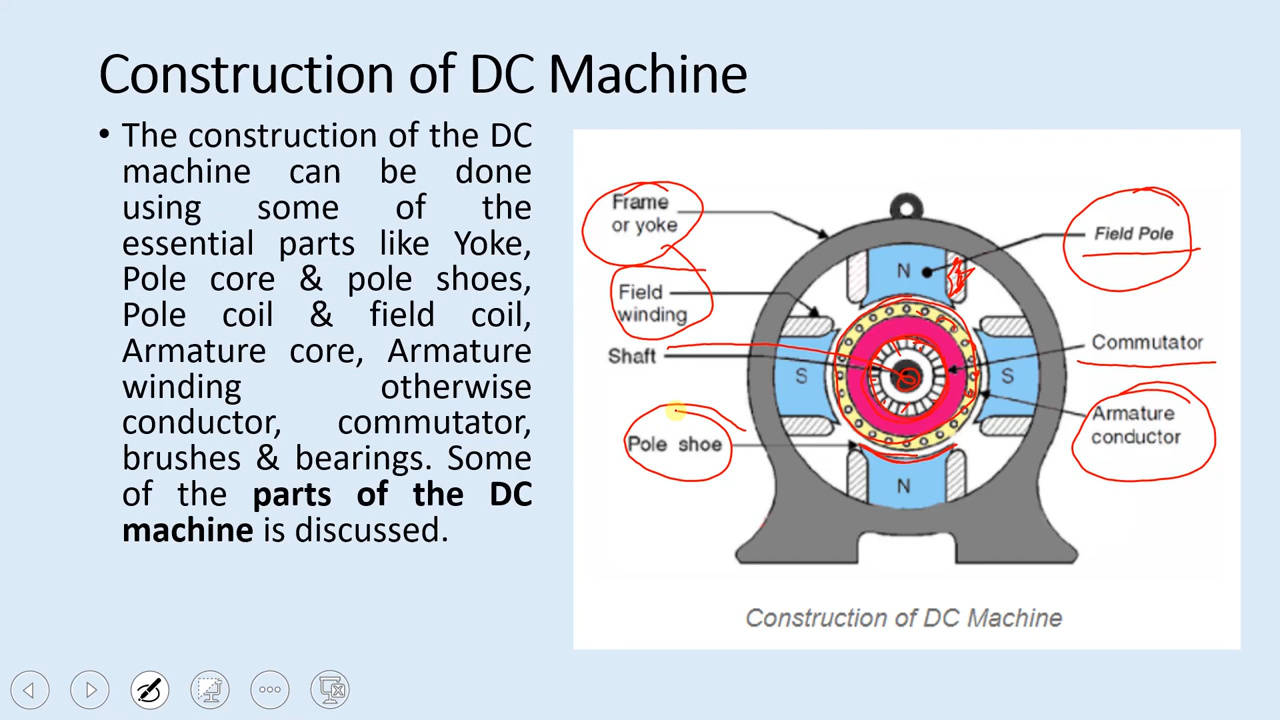 Construction of DC Machine
• The construction of the DC
machine can be done
using some of the
essential parts like Yoke,
Pole core & pole shoes,
Pole coil & field coil,
Armature core, Armature
winding otherwise
conductor, commutator,
brushes & bearings. Some
of the parts of the DC
machine is discussed.
Frame
or yoke
Field
winding
Shaft
Pole shoe
N
S
S
N
Field Pole
Commutator
Armature
conductor
Construction of DC Machine